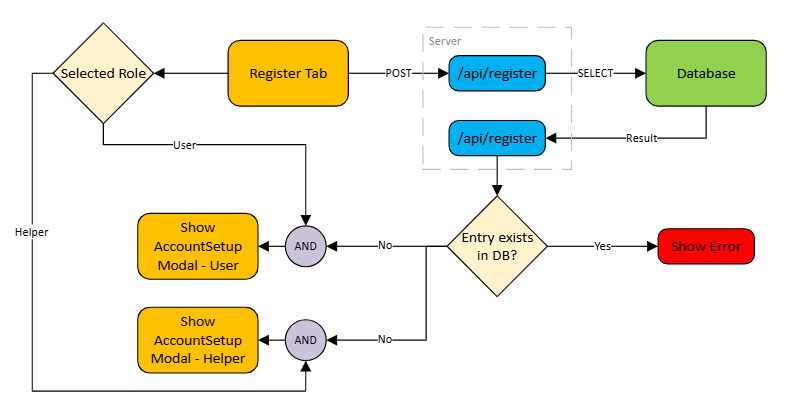 Server
Selected Role
Register Tab
POST
/api/register
SELECT
Database
/api/register
Result
User
Helper
Show
AccountSetup
Modal - User
AND
No
Entry exists
in DB?
Yes
Show Error
Show
AccountSetup
Modal - Helper
AND
No